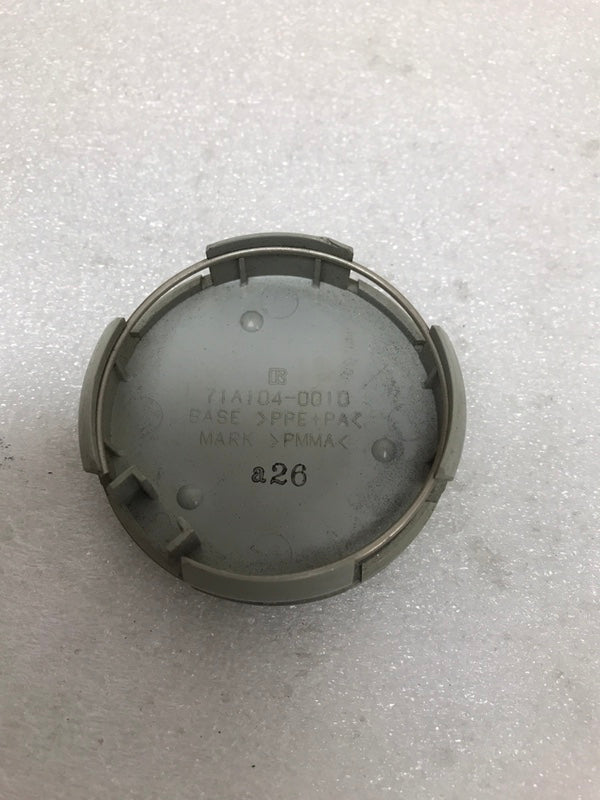 71A104-0010
BASE >PPE+PA<
MARK >PMMA<
a26